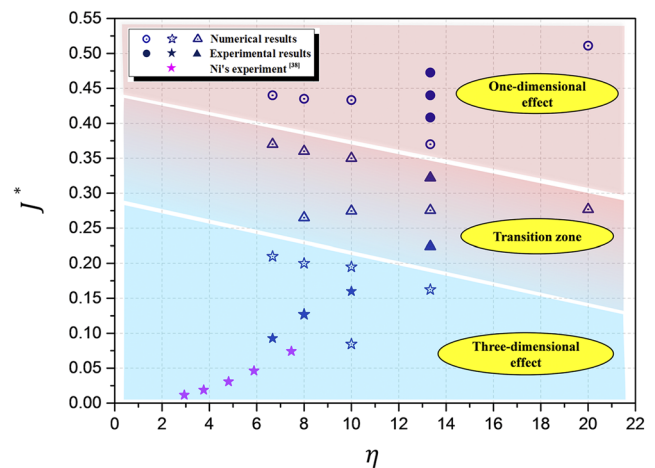 0.55
0.50
0.45
0.40
0.35
0.30
0.25
0.20
0.15
0.10
0.05
0.00
J*
Numerical results
Experimental results
Ni's experiment [38]
One-dimensional
effect
Transition zone
Three-dimensional
effect
0 2 4 6 8 10 12 14 16 18 20 22
η